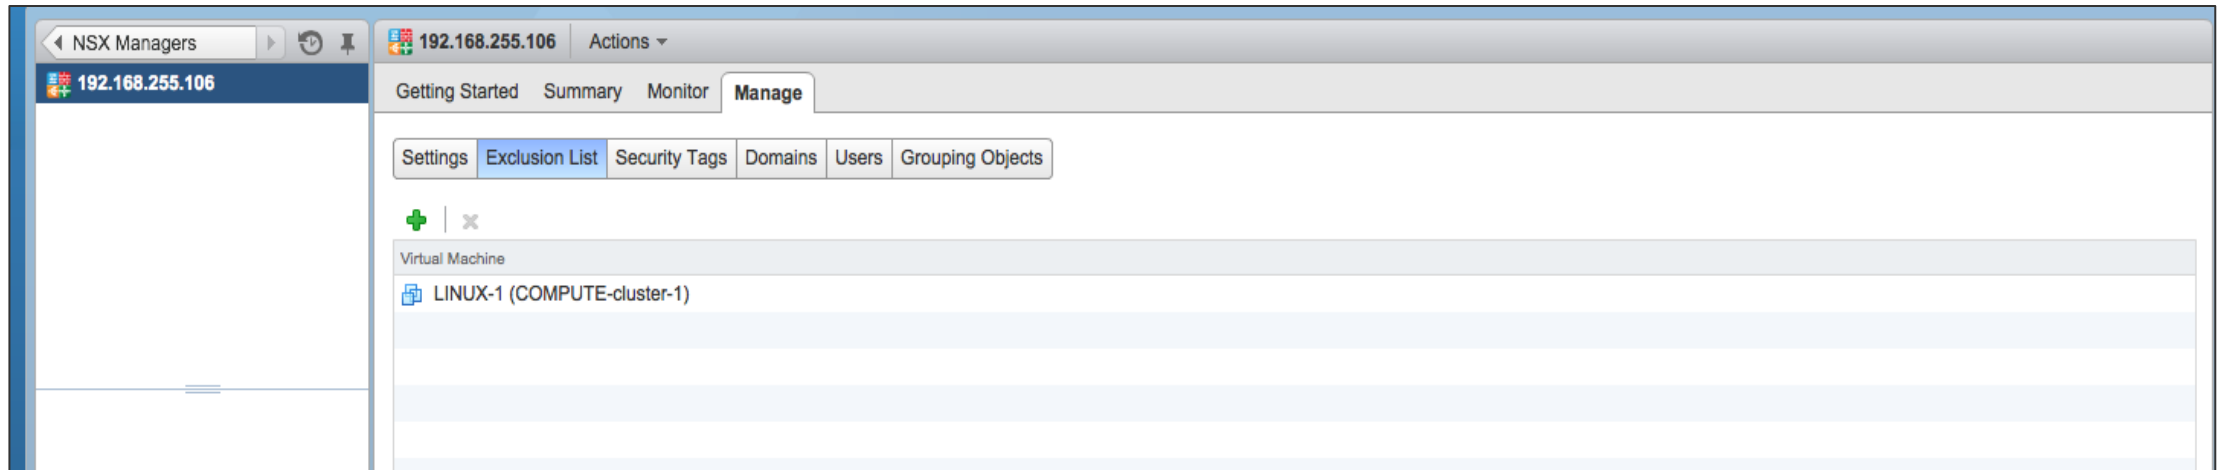 NSX Managers
192.168.255.106 Actions
192.168.255.106
Getting Started Summary Monitor Manage
Settings Exclusion List Security Tags Domains Users Grouping Objects
Virtual Machine
LINUX-1 (COMPUTE-cluster-1)